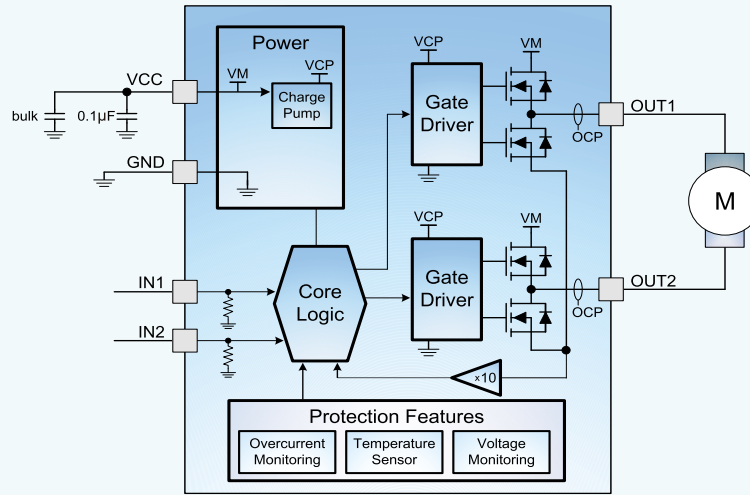 Power
VCC
VM
VCP
Charge
Pump
bulk
0.1µF
GND
VCP
VM
Gate
Driver
OCP
OUT1
M
VCP
VM
Gate
Driver
OCP
OUT2
IN1
IN2
Core
Logic
×10
Protection Features
Overcurrent
Monitoring
Temperature
Sensor
Voltage
Monitoring